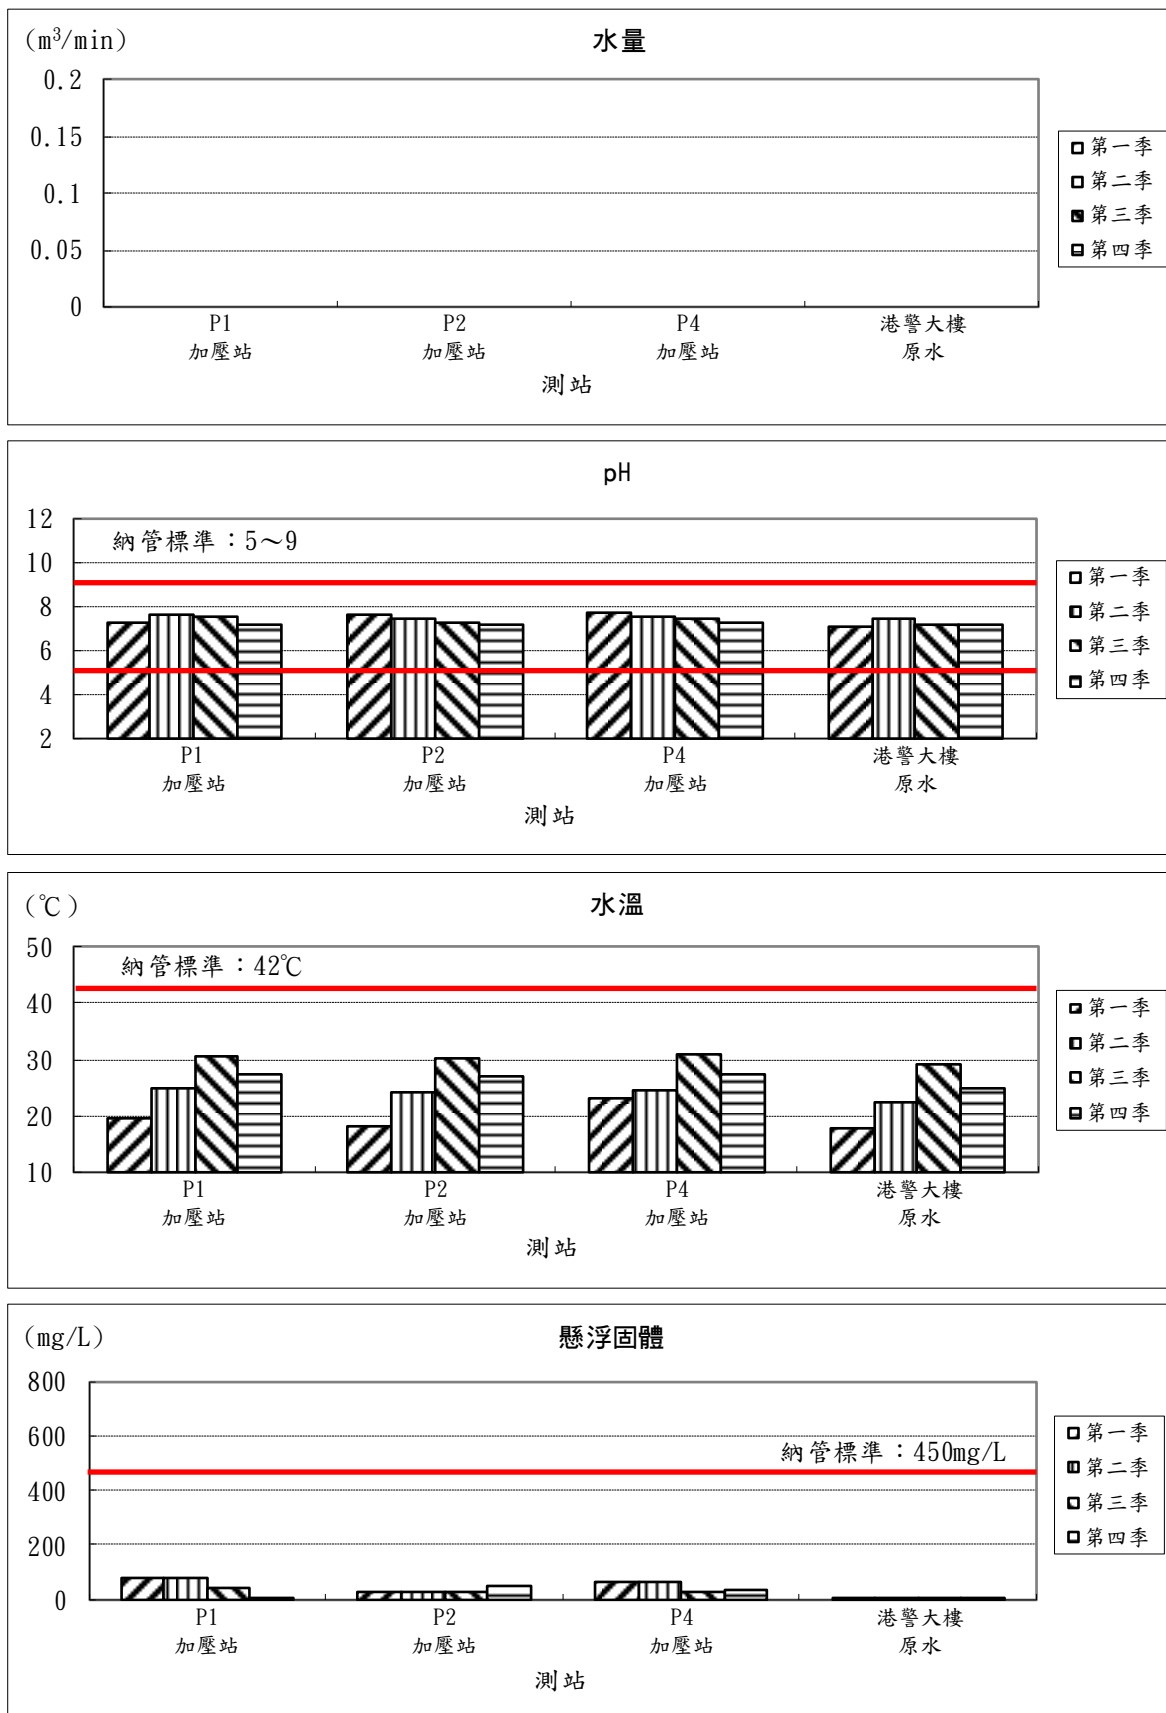 (m³/min)
水量
0.2
0.15
0.1
0.05
0
P1 P2 P4 港警大樓
加壓站 加壓站 加壓站 原水
測站
第一季
第二季
第三季
第四季
pH
納管標準：5～9
12
10
8
6
4
2
P1 P2 P4 港警大樓
加壓站 加壓站 加壓站 原水
測站
第一季
第二季
第三季
第四季
(℃)
水溫
納管標準：42℃
50
40
30
20
10
P1 P2 P4 港警大樓
加壓站 加壓站 加壓站 原水
測站
第一季
第二季
第三季
第四季
(mg/L)
懸浮固體
納管標準：450mg/L
800
600
400
200
0
P1 P2 P4 港警大樓
加壓站 加壓站 加壓站 原水
測站
第一季
第二季
第三季
第四季